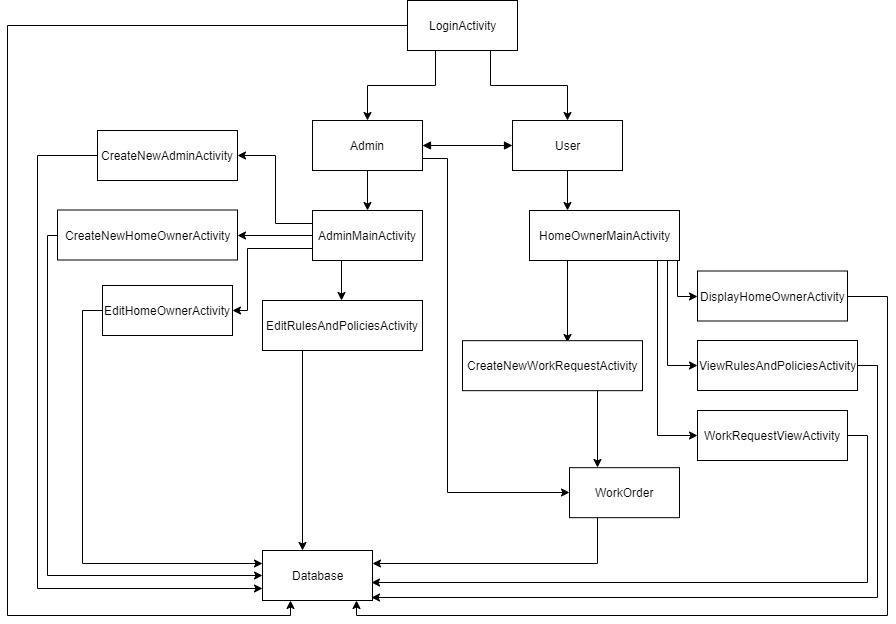 LoginActivity
Admin
User
CreateNewAdminActivity
CreateNewHomeOwnerActivity
AdminMainActivity
HomeOwnerMainActivity
EditHomeOwnerActivity
EditRulesAndPoliciesActivity
DisplayHomeOwnerActivity
CreateNewWorkRequestActivity
ViewRulesAndPoliciesActivity
WorkRequestViewActivity
WorkOrder
Database